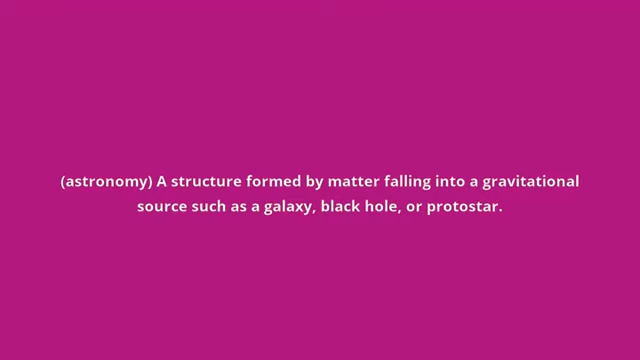 (astronomy) A structure formed by matter falling into a gravitational
source such as a galaxy, black hole, or protostar.